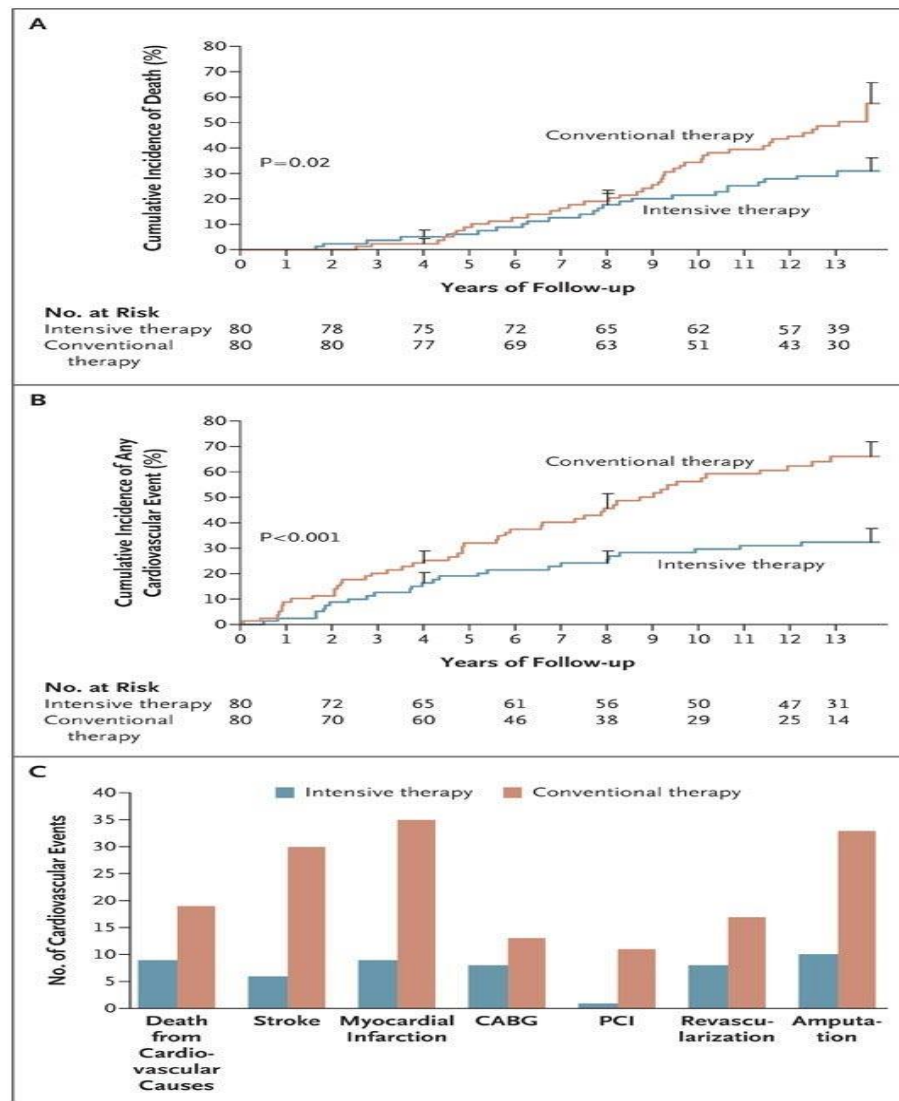 A
Cumulative Incidence of Death (%)
80
70
60
50
40
30
20
10
0
Conventional therapy
P=0.02
Intensive therapy
0 1 2 3 4 5 6 7 8 9 10 11 12 13
Years of Follow-up
No. at Risk
Intensive therapy 80 78 75 72 65 62 57 39
Conventional 80 80 77 69 63 51 43 30
therapy
B
Cumulative Incidence of Any
Cardiovascular Event (%)
80
70
60
50
40
30
20
10
0
Conventional therapy
P<0.001
Intensive therapy
0 1 2 3 4 5 6 7 8 9 10 11 12 13
Years of Follow-up
No. at Risk
Intensive therapy 80 72 65 61 56 50 47 31
Conventional 80 70 60 46 38 29 25 14
therapy
C
No. of Cardiovascular Events
40
35
30
25
20
15
10
5
0
Intensive therapy Conventional therapy
Death
from
Cardio-
vascular
Causes
Stroke
Myocardial
Infarction
CABG
PCI
Revascu-
larization
Amputa-
tion